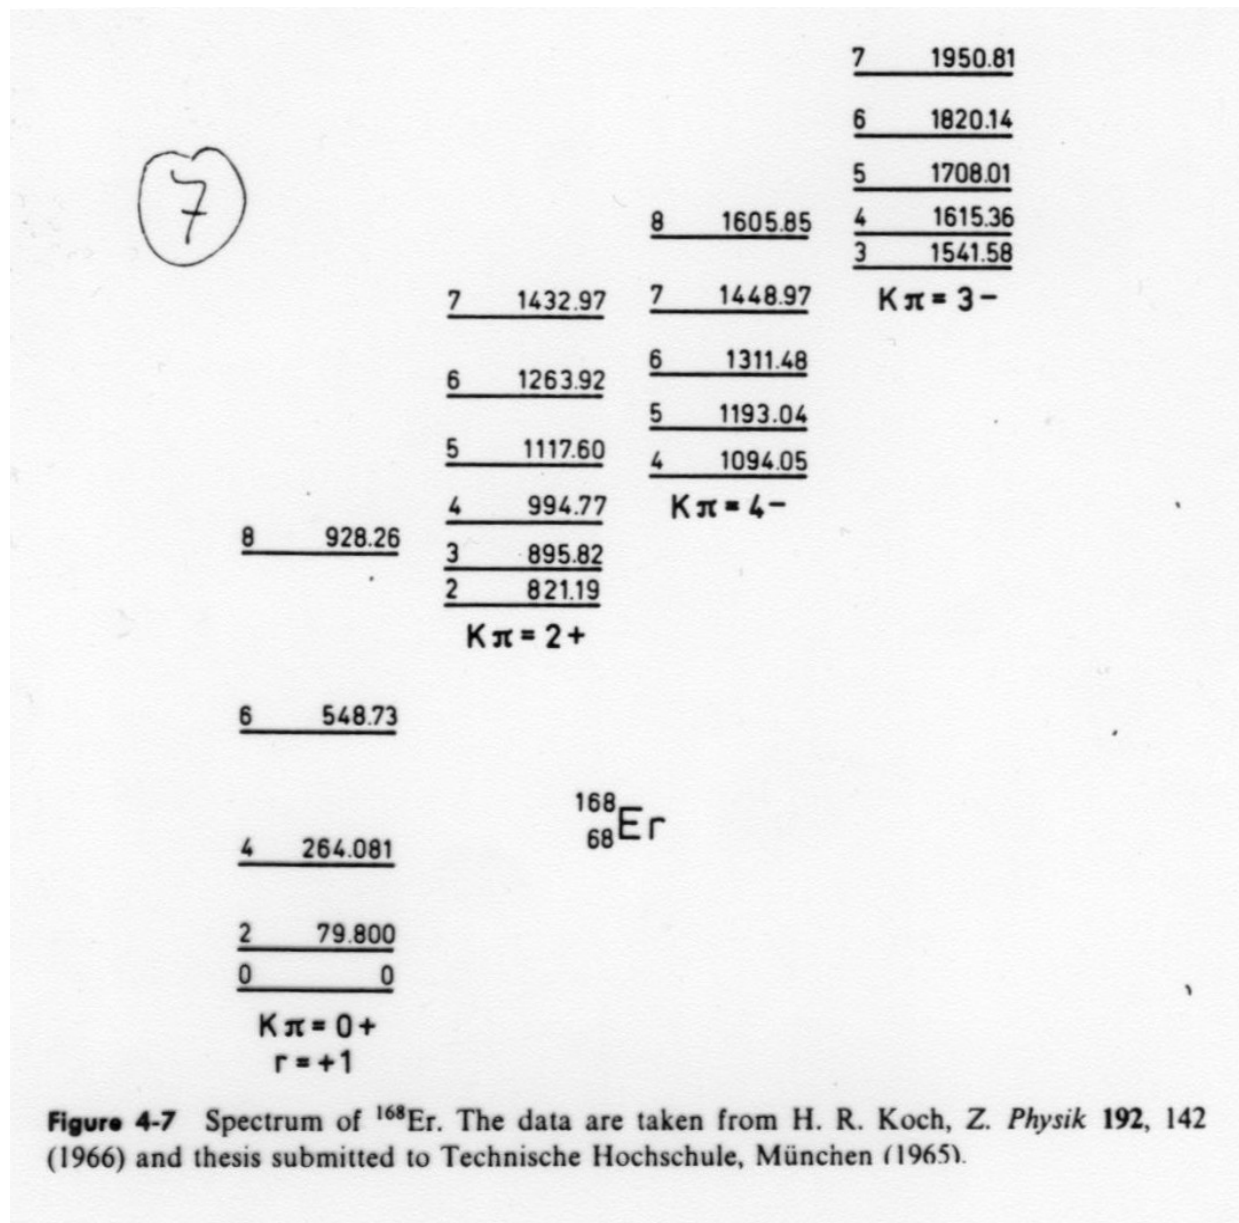 7 1950.81
6 1820.14
5 1708.01
4 1615.36
3 1541.58
Kπ = 3 −
7
8 1605.85
7 1448.97
6 1311.48
5 1193.04
4 1094.05
Kπ = 4 −
7 1432.97
6 1263.92
5 1117.60
4 994.77
3 895.82
2 821.19
Kπ = 2 +
8 928.26
6 548.73
4 264.081
2 79.800
0 0
Kπ = 0 +
r = + 1
168
68 Er
Figure 4-7 Spectrum of 168Er. The data are taken from H. R. Koch, Z. Physik 192, 142
(1966) and thesis submitted to Technische Hochschule, München (1965).